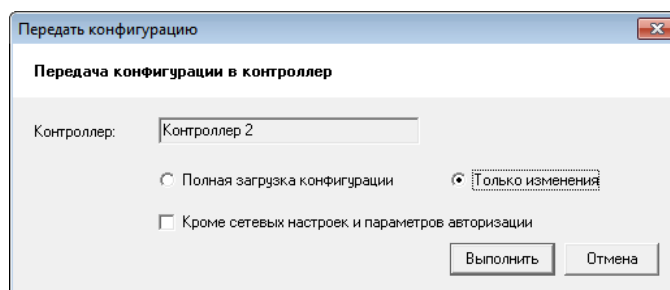 Передать конфигурацию
Передача конфигурации в контроллер
Контроллер: Контроллер 2
Полная загрузка конфигурации Только изменения
Кроме сетевых настроек и параметров авторизации
Выполнить Отмена